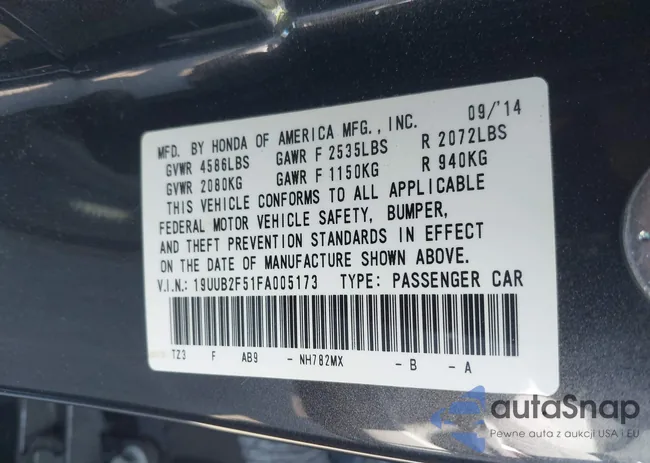 09/'14
MFD. BY HONDA OF AMERICA MFG., INC.
GVWR 4586LBS GAWR F 2535LBS R 2072LBS
GVWR 2080KG GAWR F 1150KG R 940KG
THIS VEHICLE CONFORMS TO ALL APPLICABLE
FEDERAL MOTOR VEHICLE SAFETY, BUMPER,
AND THEFT PREVENTION STANDARDS IN EFFECT
ON THE DATE OF MANUFACTURE SHOWN ABOVE.
V.I.N.: 19UUB2F51FA005173 TYPE: PASSENGER CAR
TZ3 F AB9 - NH782MX - B - A
autaSnap
Pewne auta z aukcji USA i EU